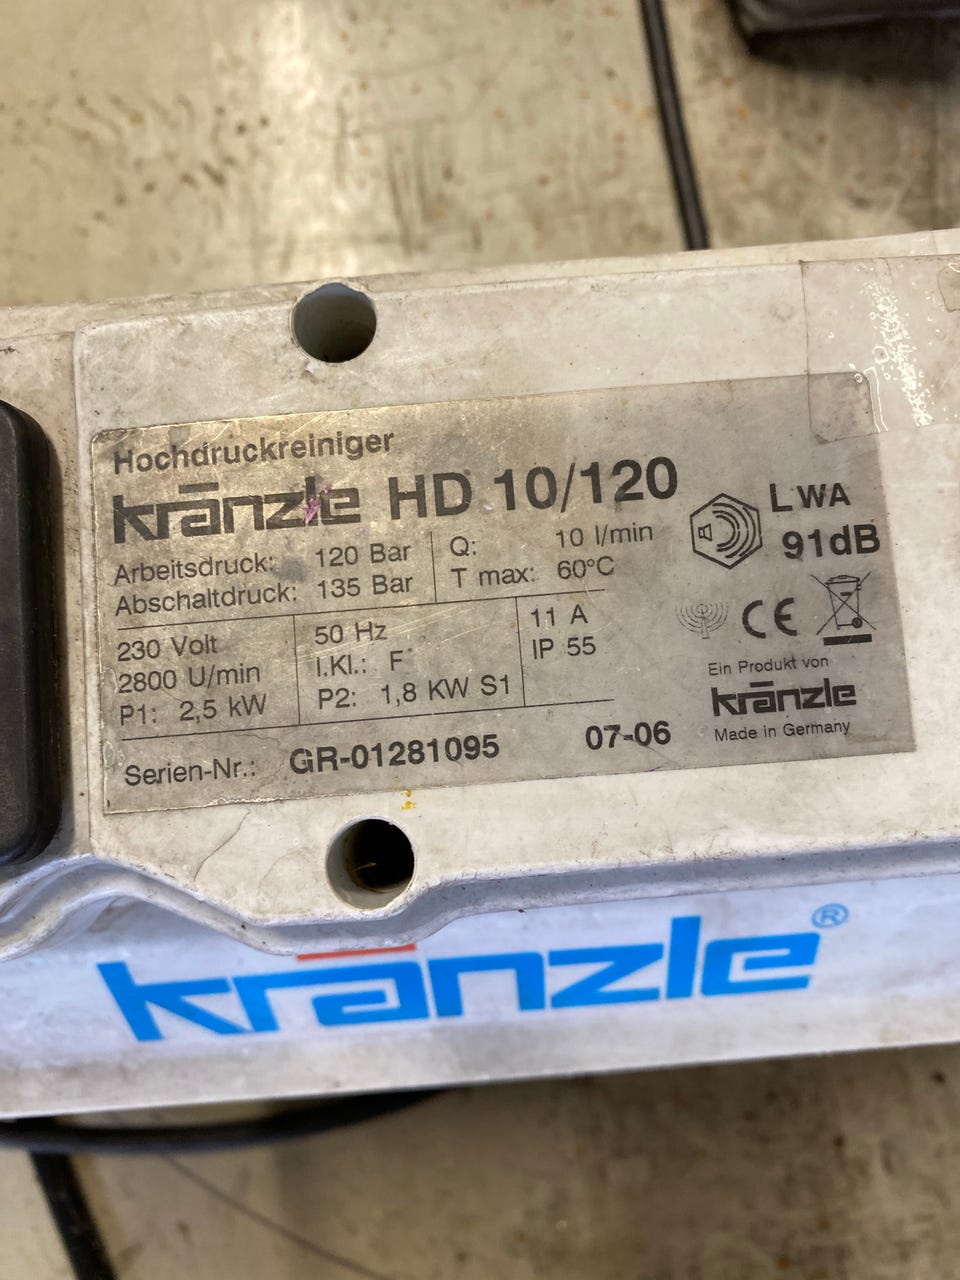 Hochdruckreiniger
kränzle HD 10/120
Arbeitsdruck: 120 Bar
Abschaltdruck: 135 Bar
Q: 10 l/min
T max: 60°C
230 Volt
2800 U/min
P1: 2,5 kW
50 Hz
I.Kl.: F
P2: 1,8 KW S1
11 A
IP 55
Serien-Nr.: GR-01281095 07-06
LWA
91dB
CE
Ein Produkt von
kränzle
Made in Germany
kränzle®